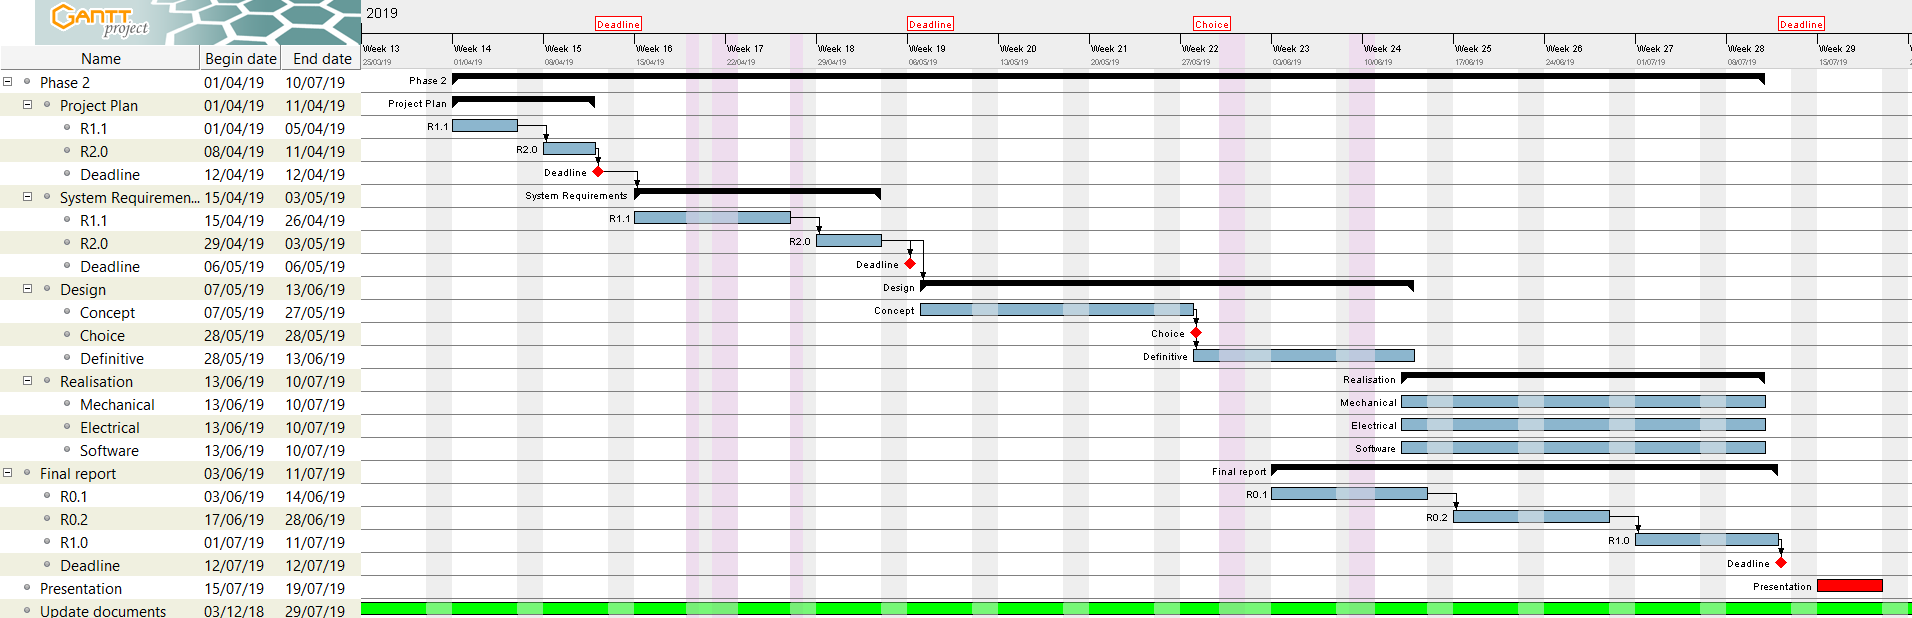 GANTT
project
2019
Deadline Deadline Choice Deadline
Week 13 Week 14 Week 15 Week 16 Week 17 Week 18 Week 19 Week 20 Week 21 Week 22 Week 23 Week 24 Week 25 Week 26 Week 27 Week 28 Week 29
Name Begin date End date
25/03/19 01/04/19 08/04/19 15/04/19 22/04/19 29/04/19 06/05/19 13/05/19 20/05/19 27/05/19 03/06/19 10/06/19 17/06/19 24/06/19 01/07/19 08/07/19 15/07/19
Phase 2 01/04/19 10/07/19 Phase 2
Project Plan 01/04/19 11/04/19 Project Plan
R1.1 01/04/19 05/04/19 R1.1
R2.0 08/04/19 11/04/19 R2.0
Deadline 12/04/19 12/04/19 Deadline
System Requiremen... 15/04/19 03/05/19 System Requirements
R1.1 15/04/19 26/04/19 R1.1
R2.0 29/04/19 03/05/19 R2.0
Deadline 06/05/19 06/05/19 Deadline
Design 07/05/19 13/06/19 Design
Concept 07/05/19 27/05/19 Concept
Choice 28/05/19 28/05/19 Choice
Definitive 28/05/19 13/06/19 Definitive
Realisation 13/06/19 10/07/19 Realisation
Mechanical 13/06/19 10/07/19 Mechanical
Electrical 13/06/19 10/07/19 Electrical
Software 13/06/19 10/07/19 Software
Final report 03/06/19 11/07/19 Final report
R0.1 03/06/19 14/06/19 R0.1
R0.2 17/06/19 28/06/19 R0.2
R1.0 01/07/19 11/07/19 R1.0
Deadline 12/07/19 12/07/19 Deadline
Presentation 15/07/19 19/07/19 Presentation
Update documents 03/12/18 29/07/19